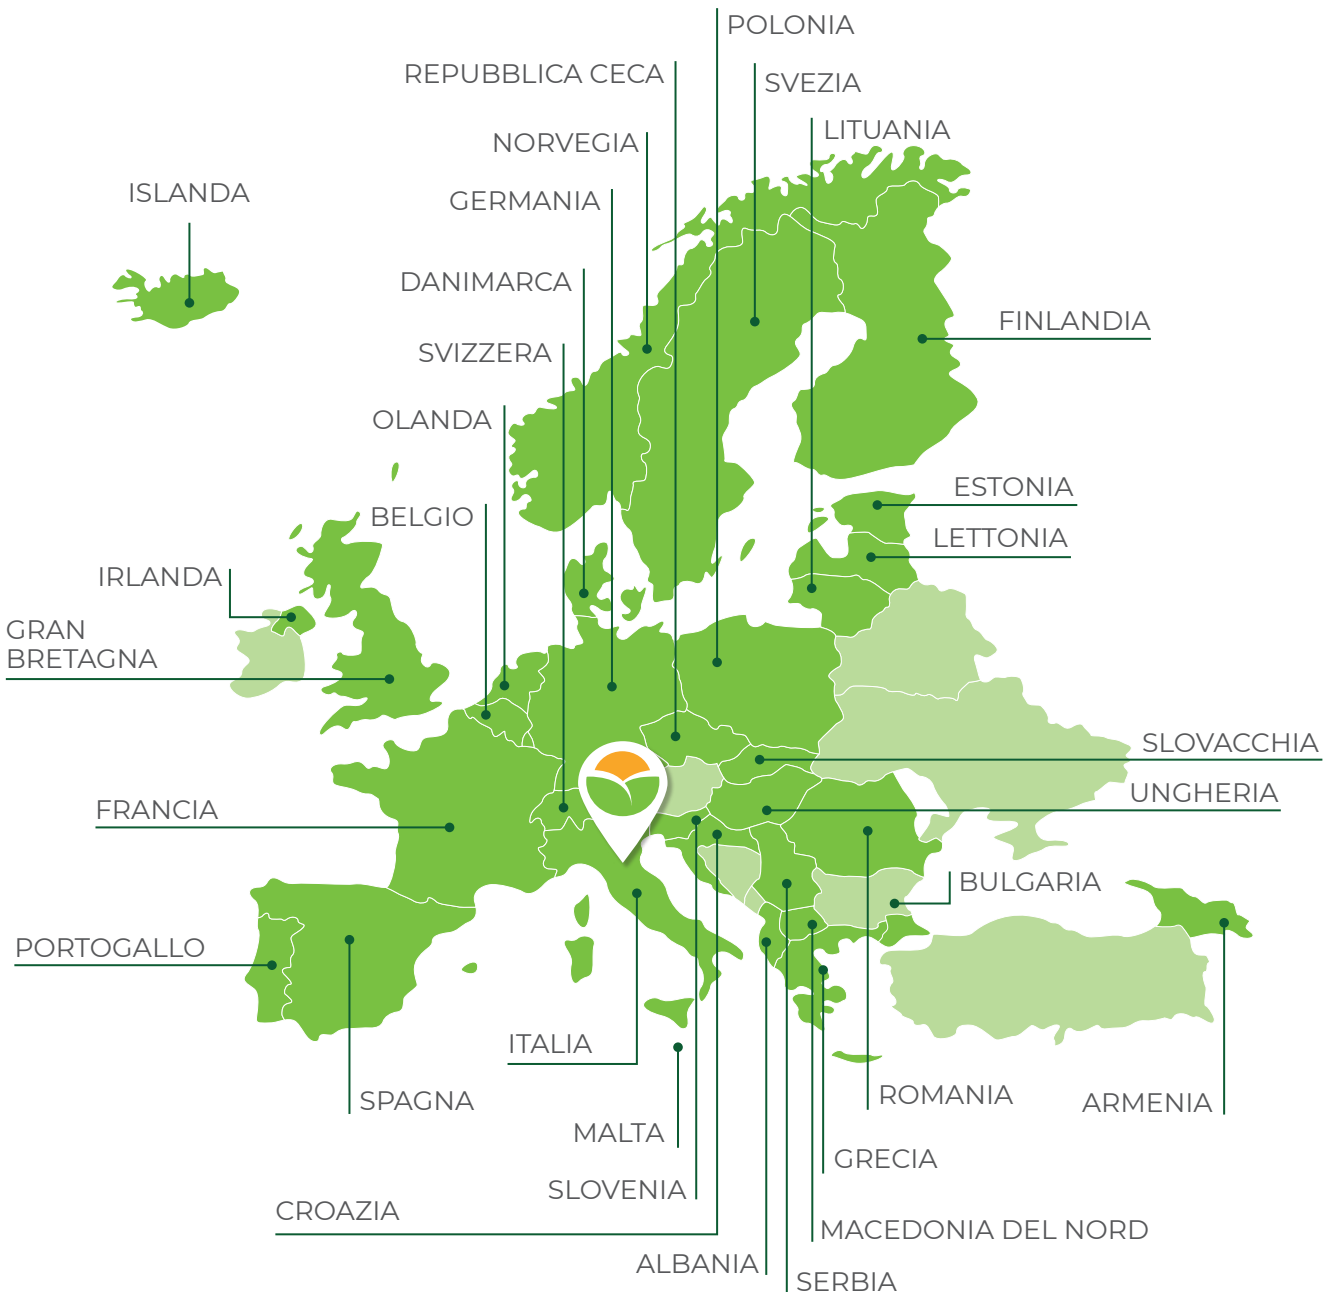 POLONIA
REPUBBLICA CECA
SVEZIA
LITUANIA
NORVEGIA
ISLANDA
GERMANIA
DANIMARCA
FINLANDIA
SVIZZERA
OLANDA
ESTONIA
BELGIO
LETTONIA
IRLANDA
GRAN
BRETAGNA
SLOVACCHIA
UNGHERIA
FRANCIA
BULGARIA
PORTOGALLO
ITALIA
SPAGNA
ROMANIA
ARMENIA
MALTA
GRECIA
SLOVENIA
CROAZIA
MACEDONIA DEL NORD
ALBANIA
SERBIA